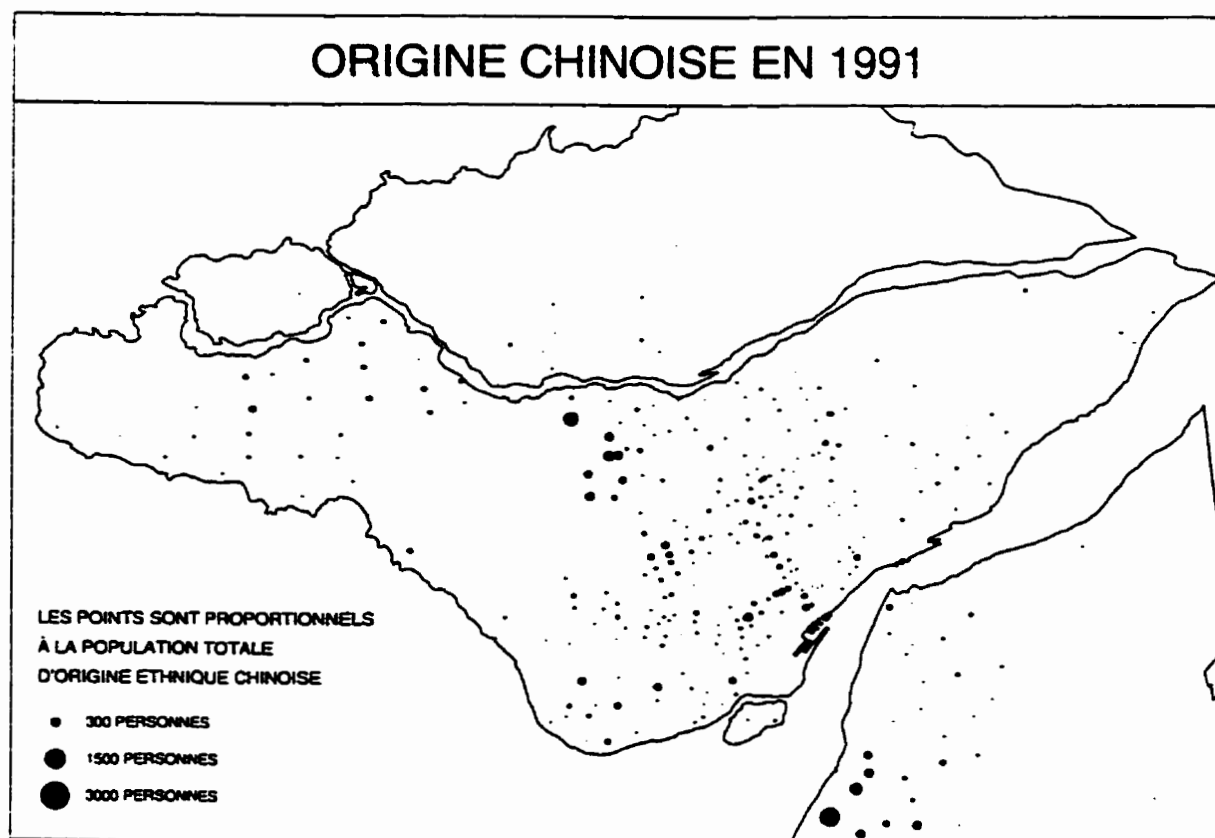 ORIGINE CHINOISE EN 1991
LES POINTS SONT PROPORTIONNELS
À LA POPULATION TOTALE
D'ORIGINE ETHNIQUE CHINOISE
300 PERSONNES
1500 PERSONNES
3000 PERSONNES